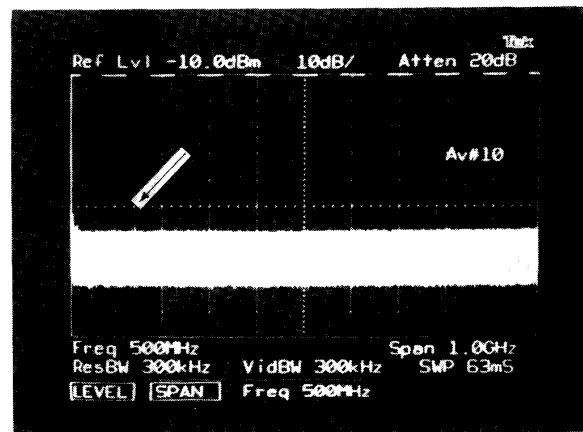 Tek
Ref Lvl -10.0dBm 10dB/ Atten 20dB
Av#10
Freq 500MHz Span 1.0GHz
ResBW 300kHz VidBW 300kHz SWP 63mS
LEVEL SPAN Freq 500MHz